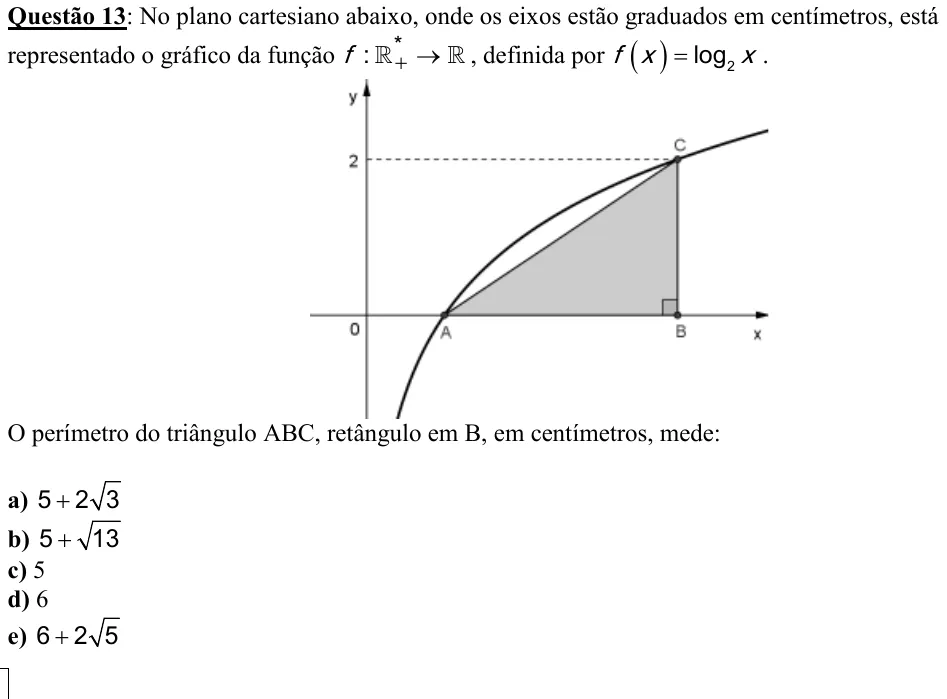 Questão 13: No plano cartesiano abaixo, onde os eixos estão graduados em centímetros, está
representado o gráfico da função f : ℝ*₊ → ℝ , definida por f(x) = log₂ x .
y
C
2
0
A
B
x
O perímetro do triângulo ABC, retângulo em B, em centímetros, mede:
a) 5 + 2√3
b) 5 + √13
c) 5
d) 6
e) 6 + 2√5